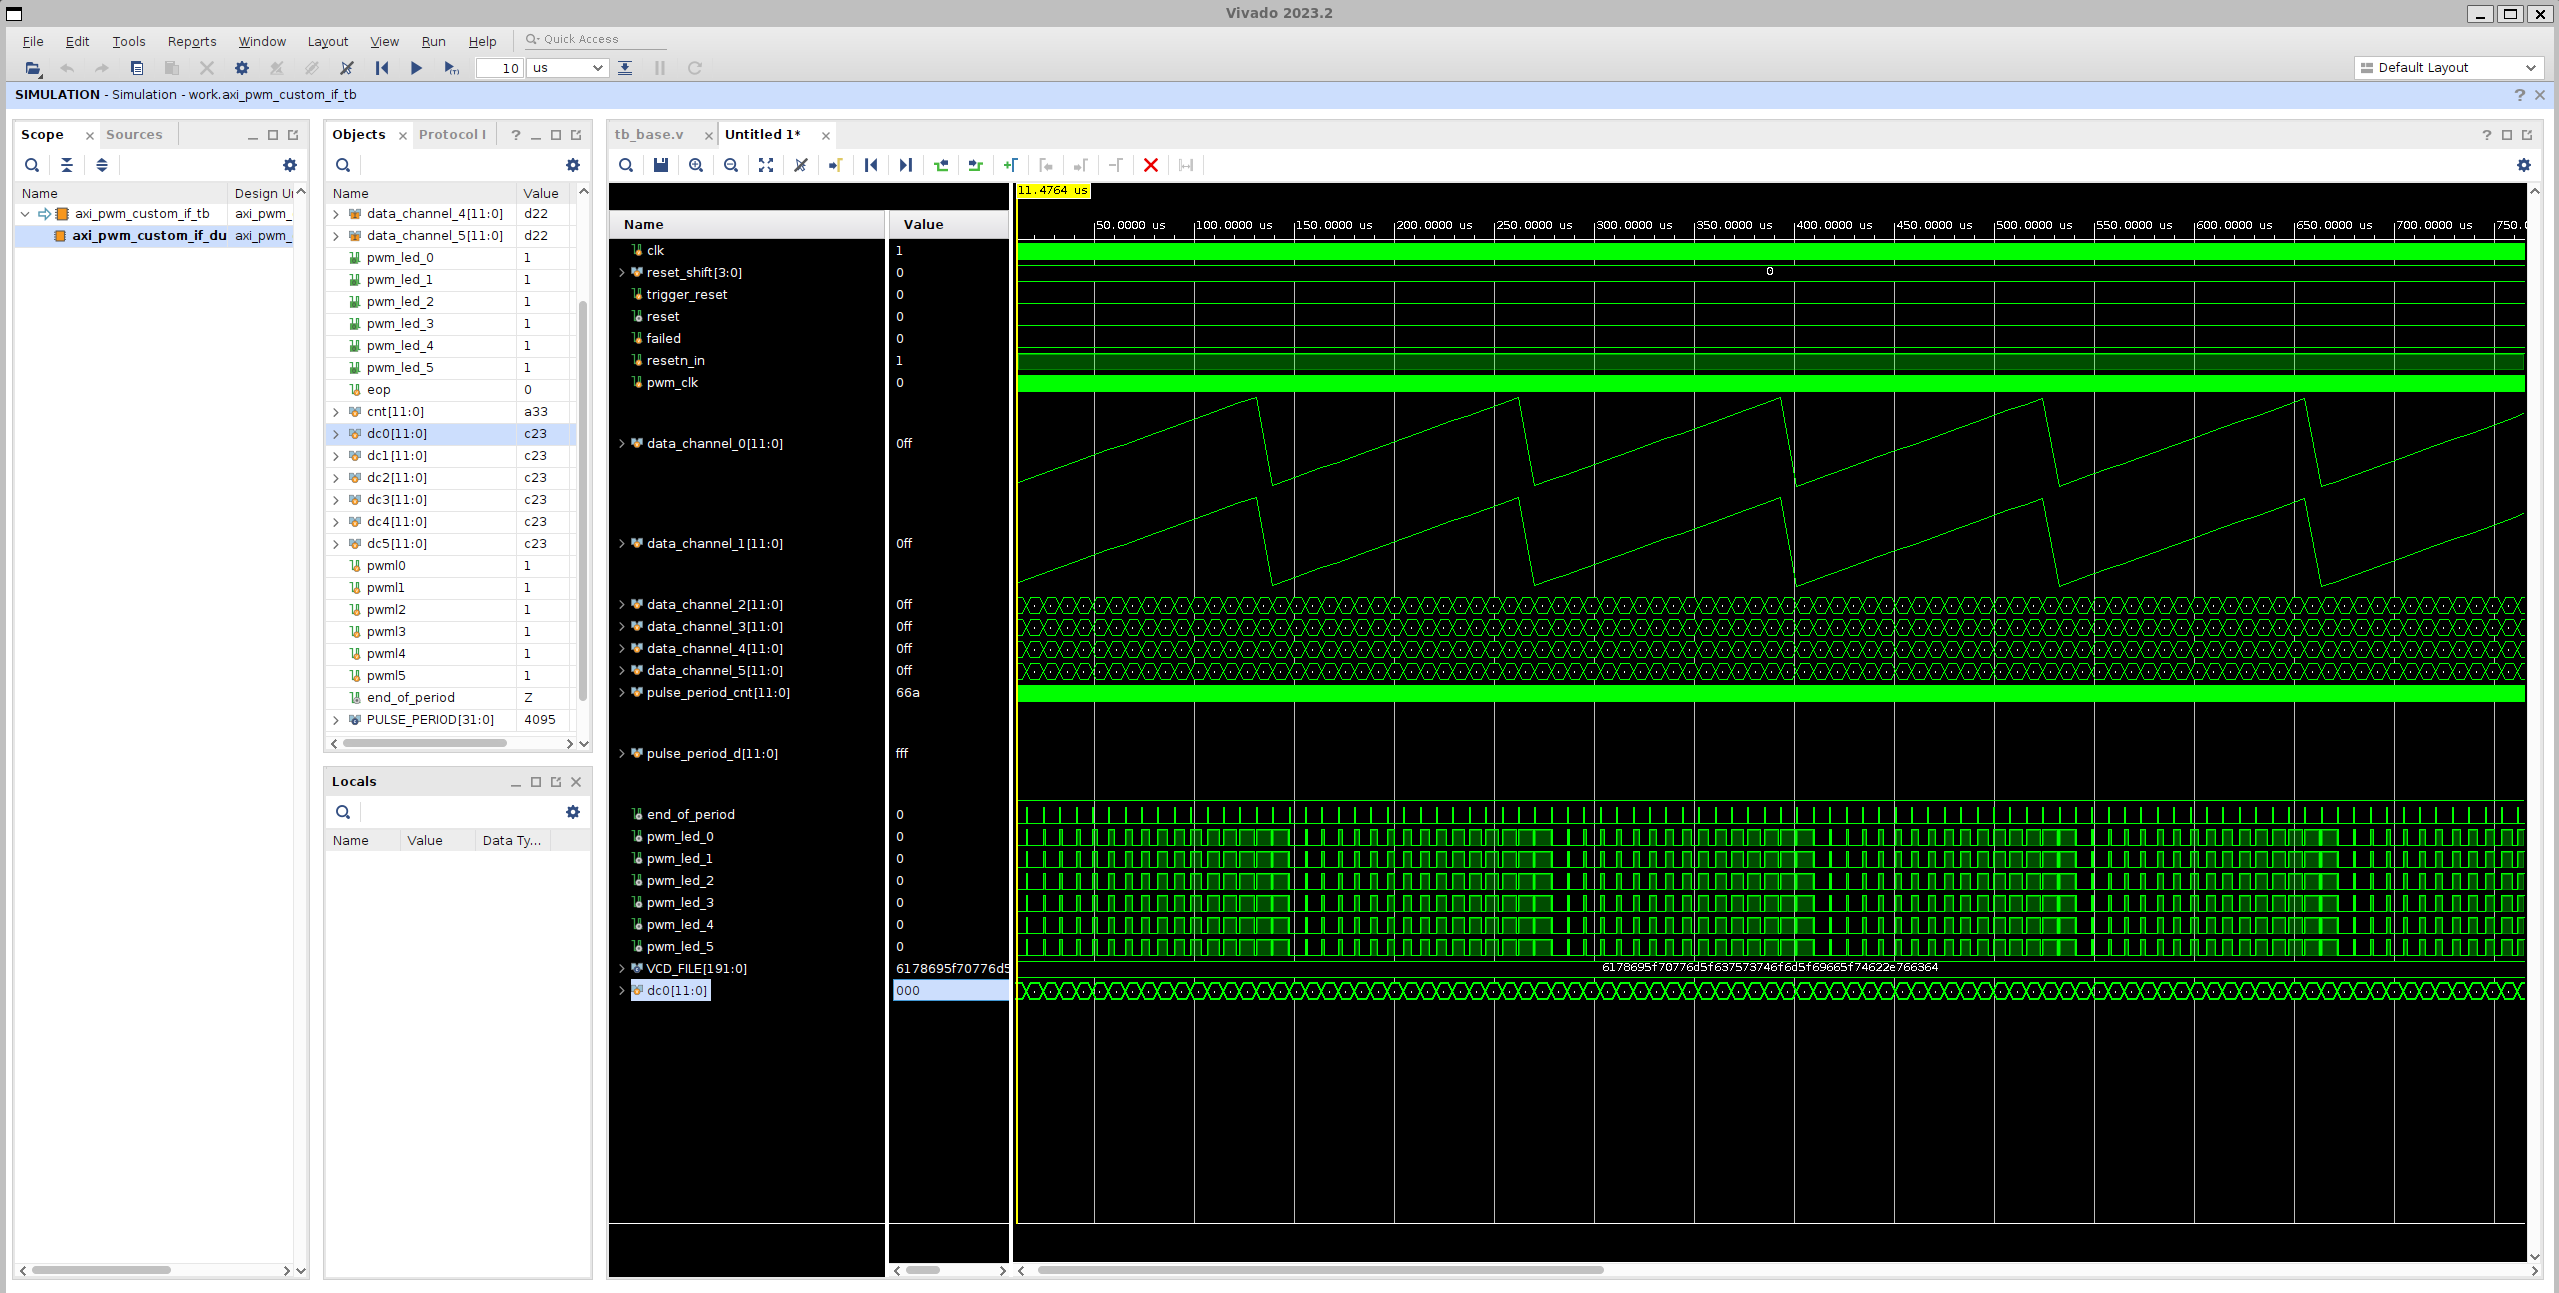 Vivado 2023.2
File Edit Tools Reports Window Layout View Run Help Quick Access
10 us Default Layout
SIMULATION - Simulation - work.axi_pwm_custom_if_tb
Scope Sources
Name Design Ui
axi_pwm_custom_if_tb axi_pwm_
axi_pwm_custom_if_du axi_pwm_
Objects Protocol I
Name Value
data_channel_4[11:0] d22
data_channel_5[11:0] d22
pwm_led_0 1
pwm_led_1 1
pwm_led_2 1
pwm_led_3 1
pwm_led_4 1
pwm_led_5 1
eop 0
cnt[11:0] a33
dc0[11:0] c23
dc1[11:0] c23
dc2[11:0] c23
dc3[11:0] c23
dc4[11:0] c23
dc5[11:0] c23
pwml0 1
pwml1 1
pwml2 1
pwml3 1
pwml4 1
pwml5 1
end_of_period Z
PULSE_PERIOD[31:0] 4095
Locals
Name Value Data Ty...
tb_base.v Untitled 1*
11.4764 us
Name Value
50.0000 us 100.0000 us 150.0000 us 200.0000 us 250.0000 us 300.0000 us 350.0000 us 400.0000 us 450.0000 us 500.0000 us 550.0000 us 600.0000 us 650.0000 us 700.0000 us 750.0
clk 1
reset_shift[3:0] 0 0
trigger_reset 0
reset 0
failed 0
resetn_in 1
pwm_clk 0
data_channel_0[11:0] 0ff
data_channel_1[11:0] 0ff
data_channel_2[11:0] 0ff
data_channel_3[11:0] 0ff
data_channel_4[11:0] 0ff
data_channel_5[11:0] 0ff
pulse_period_cnt[11:0] 66a
pulse_period_d[11:0] fff
end_of_period 0
pwm_led_0 0
pwm_led_1 0
pwm_led_2 0
pwm_led_3 0
pwm_led_4 0
pwm_led_5 0
VCD_FILE[191:0] 6178695f70776d5 6178695f70776d5f637573746f6d5f69665f74622e766364
dc0[11:0] 000